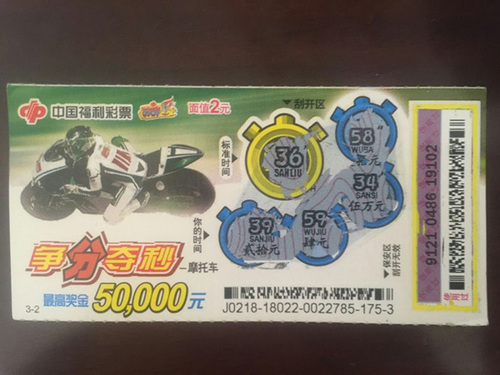 中国福利彩票
面值2元
刮开区
标准时间
36
SANLIU
58
WUBA
拾元
34
SANSI
伍万元
39
SANJIU
贰拾元
59
WUJIU
肆元
你的时间
争分夺秒
摩托车
最高奖金50,000元
3-2
J0218-18022-0022785-175-3
保安区
刮开无效
9121 0486 19102